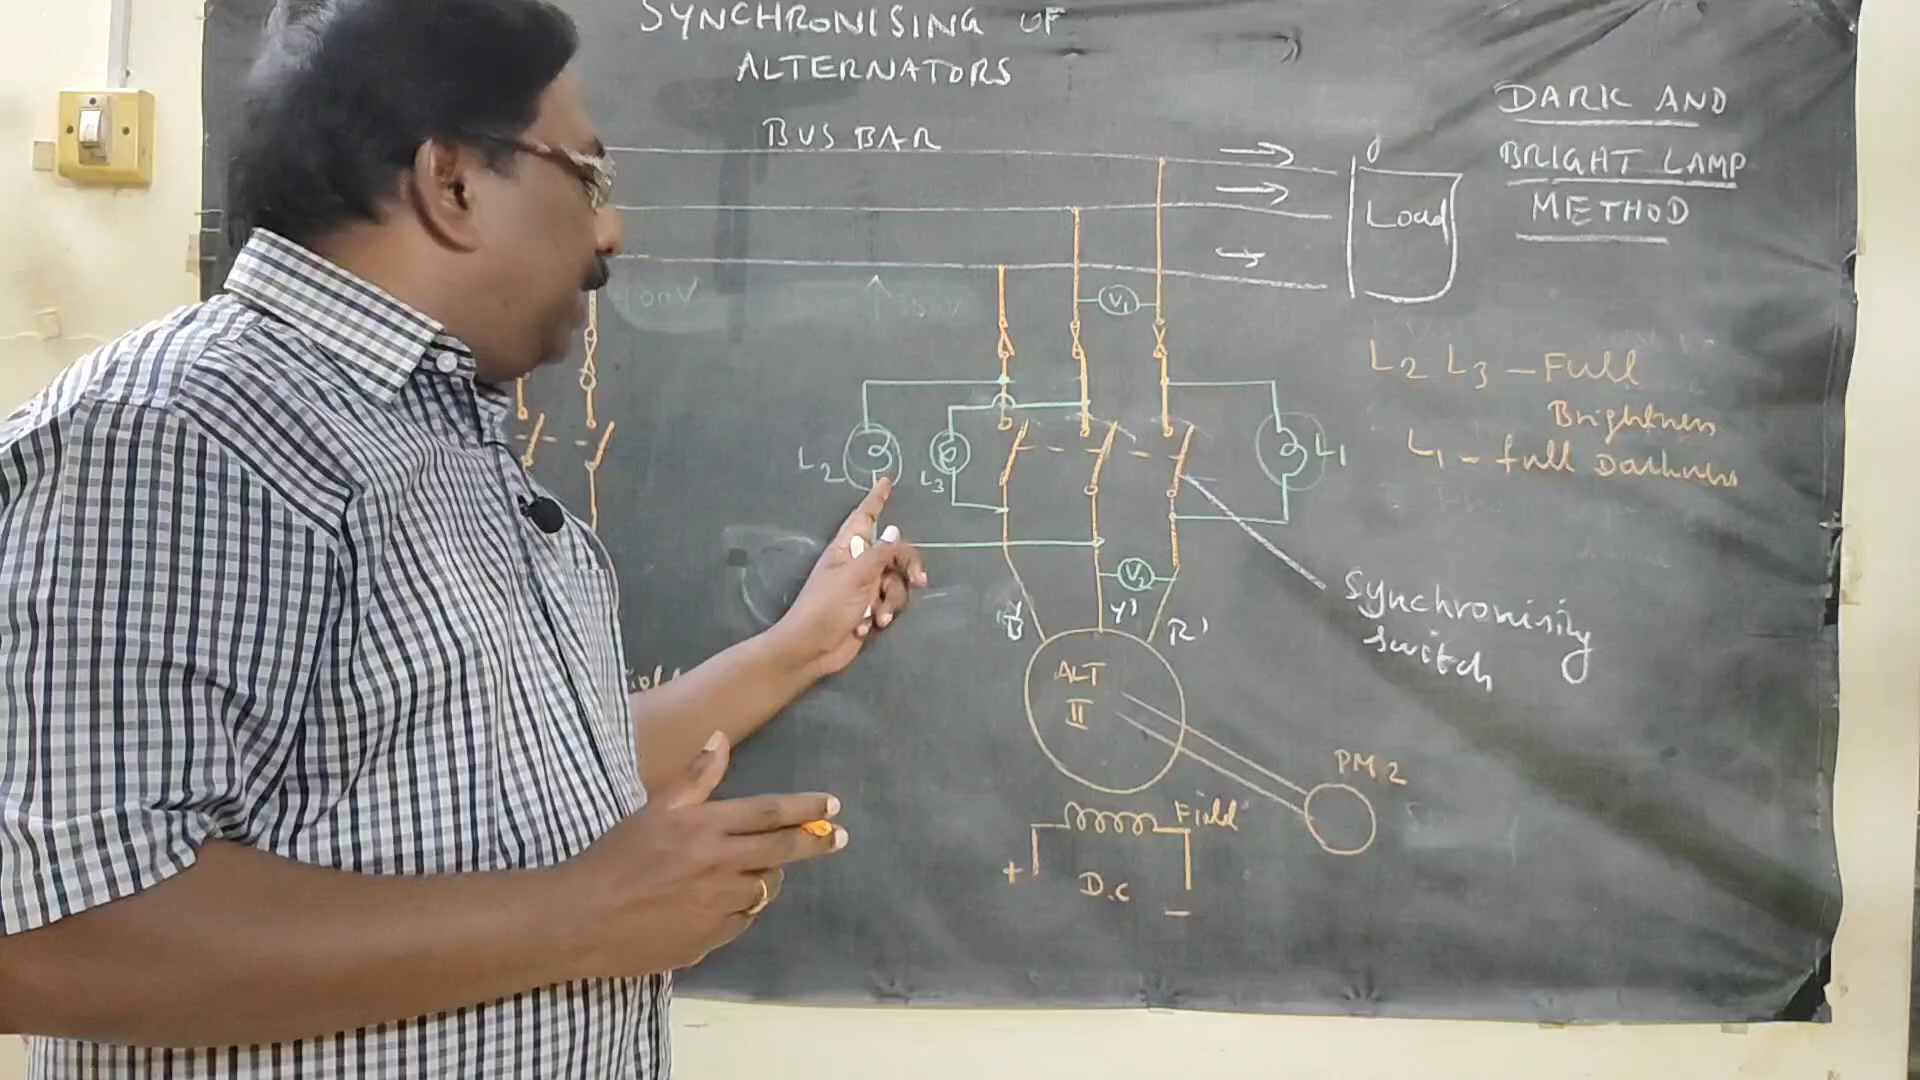 SYNCHRONISING OF
ALTERNATORS
BUS BAR
DARK AND
BRIGHT LAMP
METHOD
Load
V1
L2 L3 - Full
Brightness
L1 - full Darkness
L2
L3
L1
V2
Y'
R'
Synchronising
switch
ALT
II
PM 2
Field
+
D.C
-